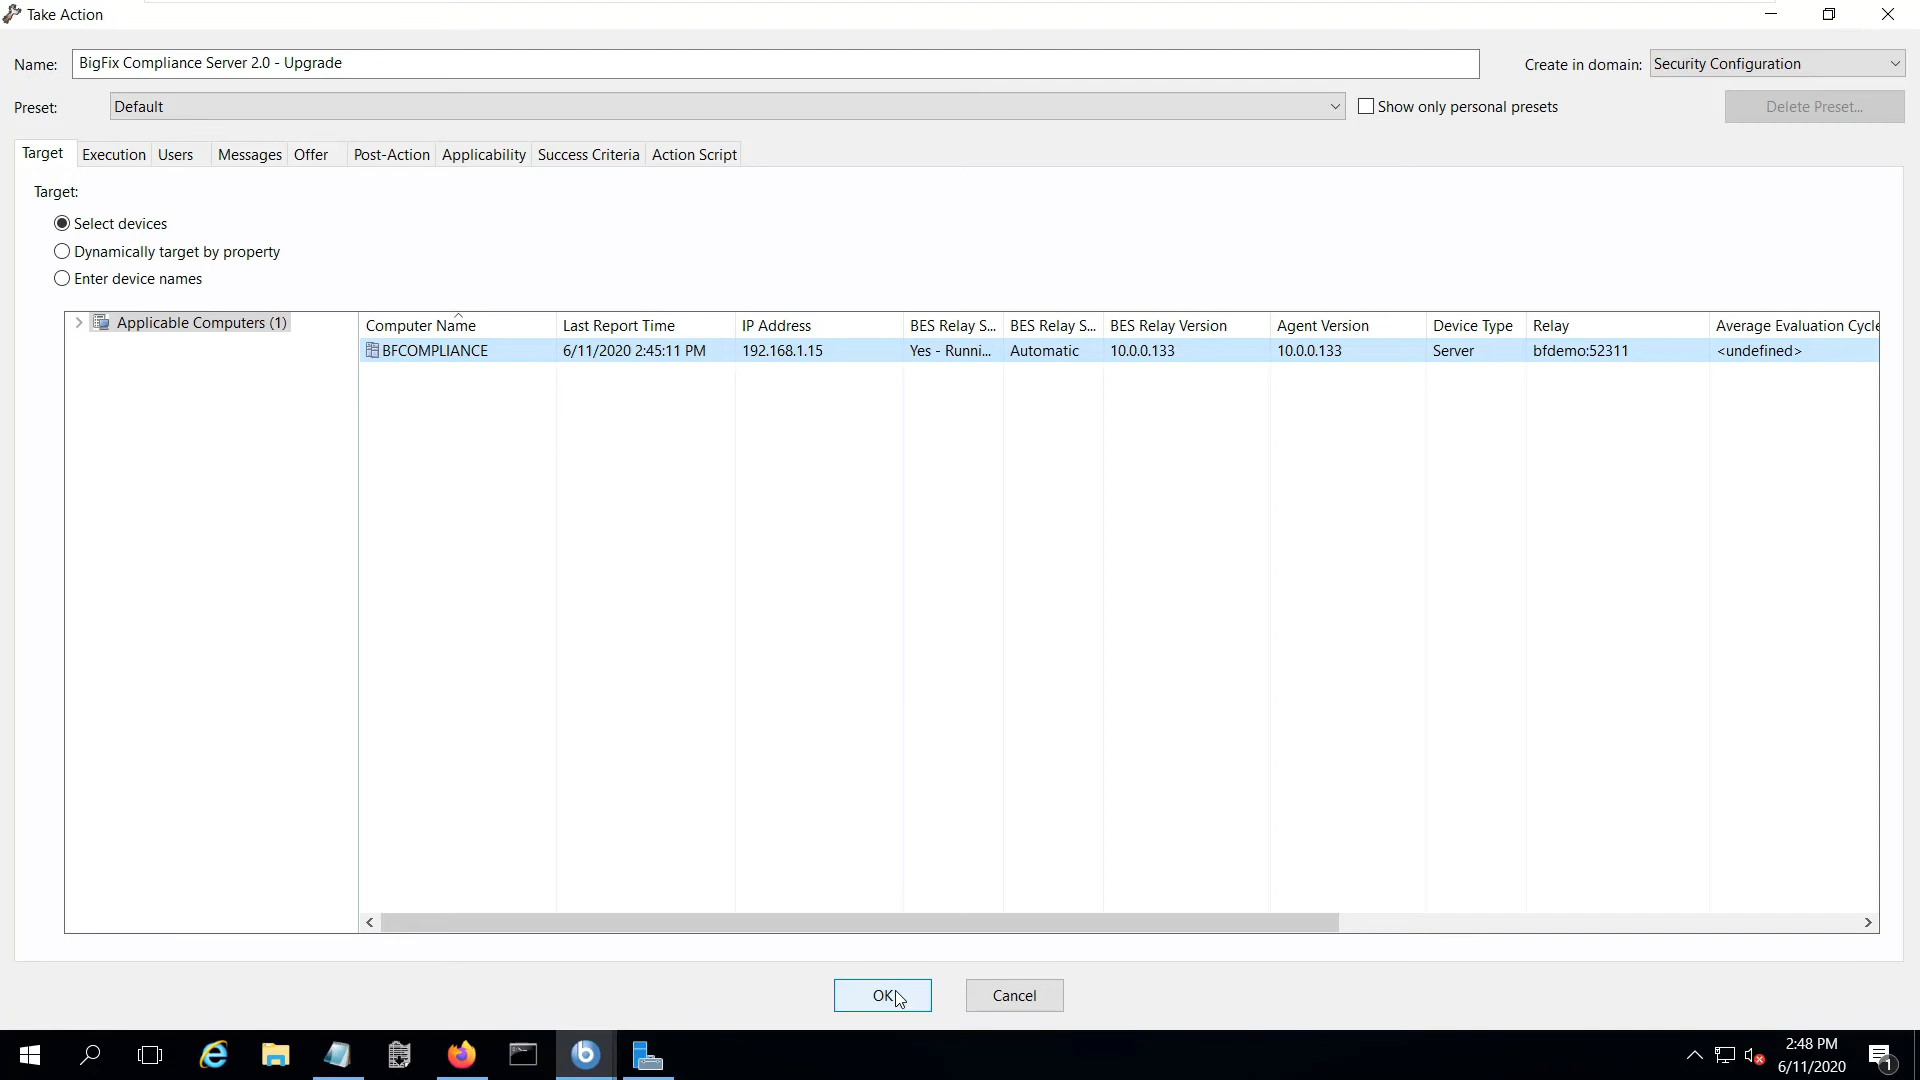 Take Action
Name: BigFix Compliance Server 2.0 - Upgrade Create in domain: Security Configuration
Preset: Default Show only personal presets Delete Preset...
Target Execution Users Messages Offer Post-Action Applicability Success Criteria Action Script
Target:
Select devices
Dynamically target by property
Enter device names
Applicable Computers (1)
Computer Name Last Report Time IP Address BES Relay S... BES Relay S... BES Relay Version Agent Version Device Type Relay Average Evaluation Cycle
BFCOMPLIANCE 6/11/2020 2:45:11 PM 192.168.1.15 Yes - Runni... Automatic 10.0.0.133 10.0.0.133 Server bfdemo:52311 <undefined>
OK Cancel
2:48 PM
6/11/2020
1